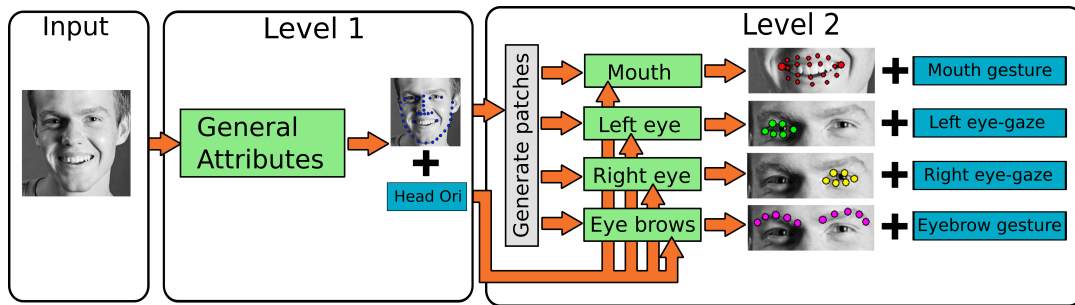 Input
Level 1
Level 2
General
Attributes
Head Ori
Generate patches
Mouth
Mouth gesture
Left eye
Left eye-gaze
Right eye
Right eye-gaze
Eye brows
Eyebrow gesture